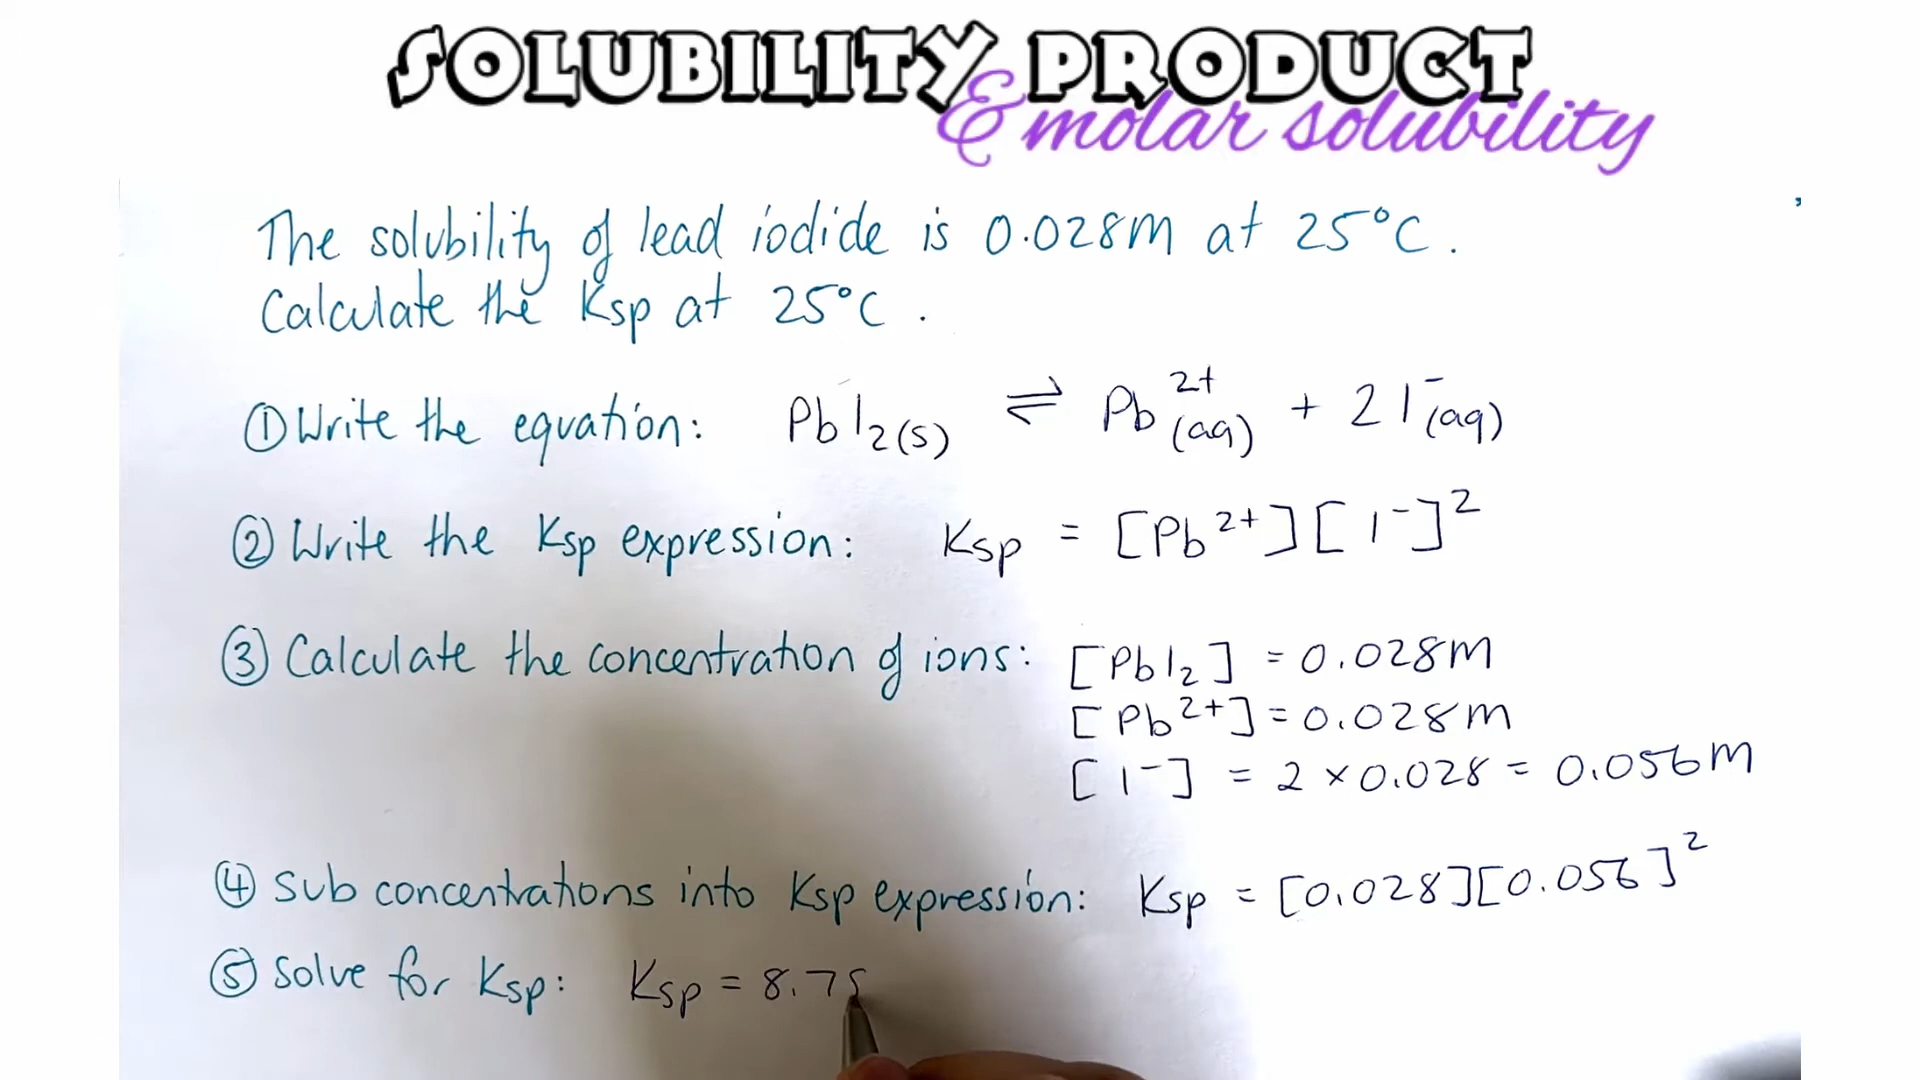 SOLUBILITY PRODUCT
& molar solubility
The solubility of lead iodide is 0.028M at 25°C.
Calculate the Ksp at 25°C.
① Write the equation: PbI₂(s) ⇌ Pb²⁺(aq) + 2I⁻(aq)
② Write the Ksp expression: Ksp = [Pb²⁺][I⁻]²
③ Calculate the concentration of ions: [PbI₂] = 0.028M
[Pb²⁺] = 0.028M
[I⁻] = 2 × 0.028 = 0.056M
④ Sub concentrations into Ksp expression: Ksp = [0.028][0.056]²
⑤ Solve for Ksp: Ksp = 8.75